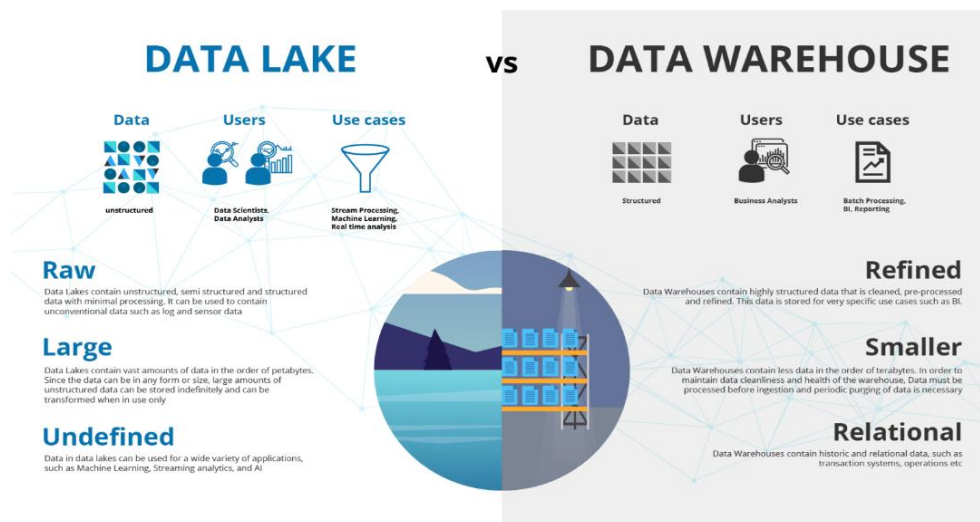 DATA LAKE
vs
DATA WAREHOUSE
Data
Users
Use cases
unstructured
Data Scientists,
Data Analysts
Stream Processing,
Machine Learning,
Real time analysis
Data
Users
Use cases
Structured
Business Analysts
Batch Processing,
BI, Reporting
Raw
Data Lakes contain unstructured, semi structured and structured
data with minimal processing. It can be used to contain
unconventional data such as log and sensor data
Large
Data Lakes contain vast amounts of data in the order of petabytes.
Since the data can be in any form or size, large amounts of
unstructured data can be stored indefinitely and can be
transformed when in use only
Undefined
Data in data lakes can be used for a wide variety of applications,
such as Machine Learning, Streaming analytics, and AI
Refined
Data Warehouses contain highly structured data that is cleaned, pre-processed
and refined. This data is stored for very specific use cases such as BI.
Smaller
Data Warehouses contain less data in the order of terabytes. In order to
maintain data cleanliness and health of the warehouse, Data must be
processed before ingestion and periodic purging of data is necessary
Relational
Data Warehouses contain historic and relational data, such as
transaction systems, operations etc